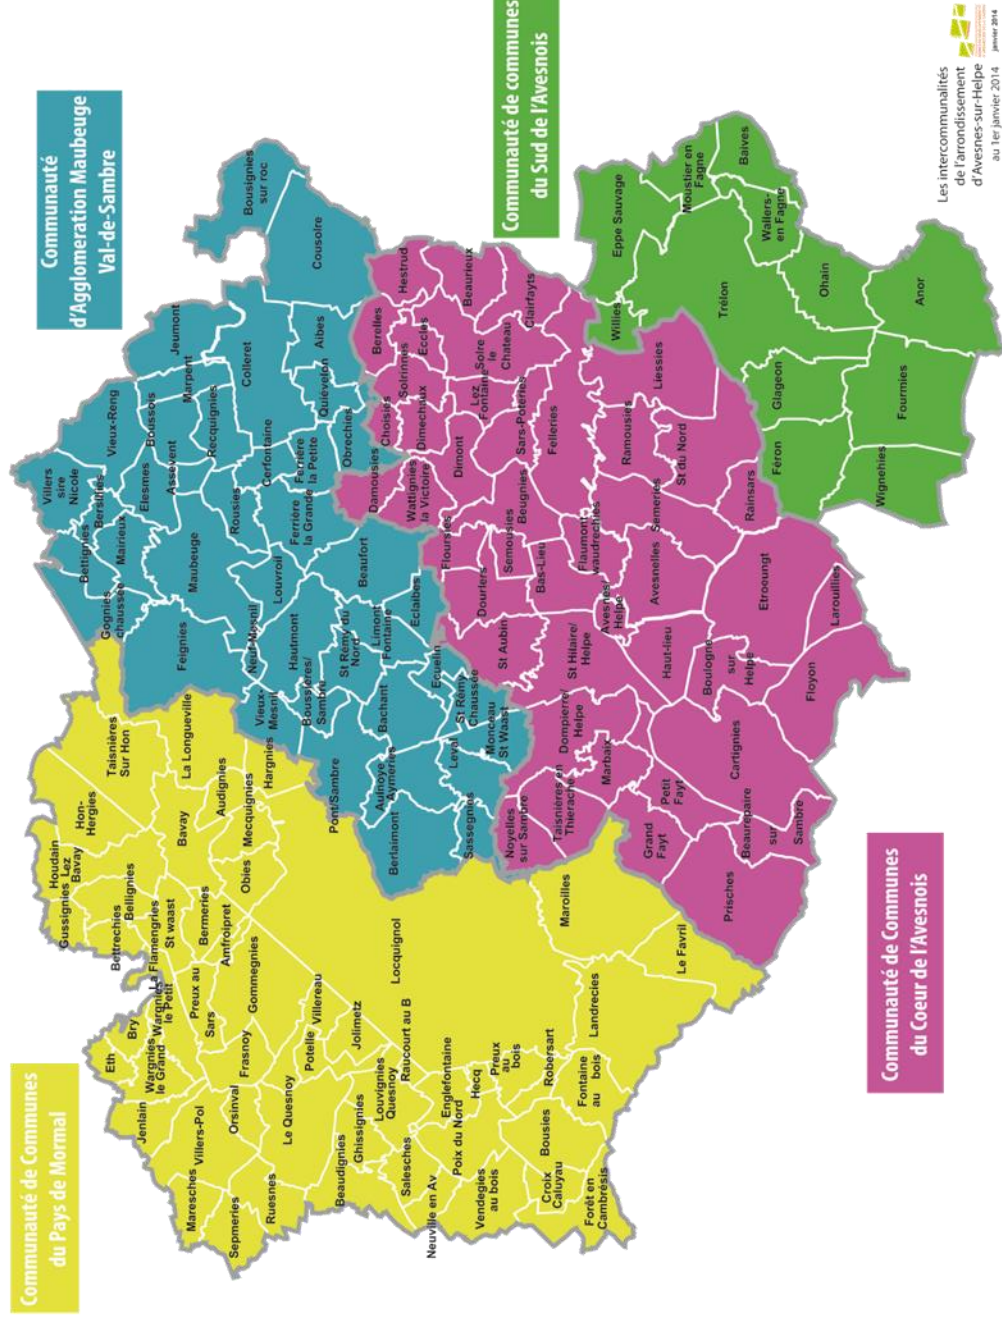 Communauté de Communes
du Pays de Mormal
Communauté
d'Agglomeration Maubeuge
Val-de-Sambre
Communauté de communes
du Sud de l'Avesnois
Communauté de Communes
du Coeur de l'Avesnois
Les intercommunalités
de l'arrondissement
d'Avesnes-sur-Helpe
au 1er janvier 2014
janvier 2014
Houdain
Lez
Bavay
Gussignies
Hon-
Hergies
Taisnières
Sur Hon
Bettrechies
Bellignies
La Flamengries
St waast
Bavay
La Longueville
Audignies
Mecquignies
Hargnies
Obies
Bermeries
Amfroipret
Eth
Bry
Wargnies
le Grand
Wargnies
le Petit
Preux au
Sars
Gommegnies
Jenlain
Villers-Pol
Orsinval
Frasnoy
Maresches
Sepmeries
Ruesnes
Le Quesnoy
Potelle
Villereau
Jolimetz
Locquignol
Beaudignies
Ghissignies
Louvignies
Quesnoy
Raucourt au B
Salesches
Neuville en Av
Poix du Nord
Englefontaine
Hecq
Preux
au
bois
Vendegies
au bois
Robersart
Bousies
Croix
Caluyau
Forêt en
Cambrésis
Fontaine
au bois
Landrecies
Maroilles
Le Favril
Villers
sire
Nicole
Vieux-Reng
Bettignies
Bersillies
Mairieux
Gognies
chaussée
Elesmes
Boussois
Assevent
Marpent
Jeumont
Recquignies
Maubeuge
Rousies
Feignies
Neuf-Mesnil
Louvroil
Cerfontaine
Colleret
Ferrière
la Grande
Ferrière
la Petite
Quiévelon
Aibes
Obrechies
Cousolre
Bousignies
sur roc
Vieux-
Mesnil
Hautmont
Boussières/
Sambre
St Rémy du
Nord
Limont
Fontaine
Beaufort
Eclaibes
Ecuelin
Bachant
Pont/Sambre
Aulnoye
Aymeries
Berlaimont
Leval
St Rémy
Chaussée
Monceau
St Waast
Sassegnies
Damousies
Choisies
Berelles
Hestrud
Solrinnes
Eccles
Beaurieux
Wattignies
la Victoire
Dimechaux
Dimont
Lez
Fontaine
Solre
le
Chateau
Clairfayts
Sars-Poteries
Felleries
Beugnies
Floursies
Dourlers
Semousies
Bas-Lieu
St Aubin
St Hilaire/
Helpe
Avesnes/
Helpe
Flaumont
waudrechies
Semeries
Avesnelles
Ramousies
Liessies
St du Nord
Rainsars
Etroeungt
Haut-lieu
Boulogne
sur
Helpe
Larouillies
Floyon
Cartignies
Dompierre/
Helpe
Marbaix
Taisnières en
Thierache
Noyelles
sur Sambre
Petit
Fayt
Grand
Fayt
Beaurepaire
sur
Sambre
Prisches
Eppe Sauvage
Moustier en
Fagne
Baives
Wallers-
en Fagne
Willies
Trélon
Ohain
Anor
Glageon
Féron
Fourmies
Wignehies